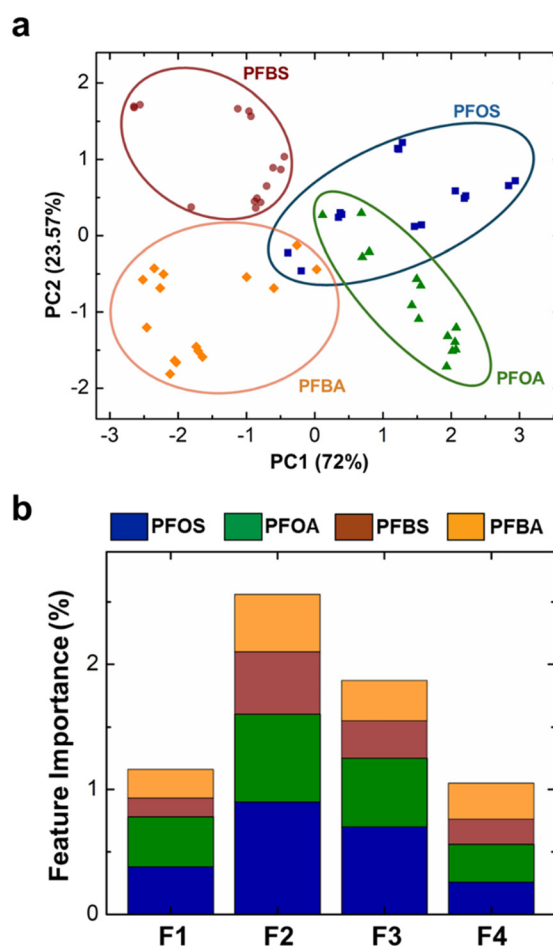 a
PFBS
PFOS
PFOA
PFBA
PC2 (23.57%)
2
1
0
-1
-2
-3 -2 -1 0 1 2 3
PC1 (72%)
b
PFOS PFOA PFBS PFBA
Feature Importance (%)
2
1
0
F1 F2 F3 F4